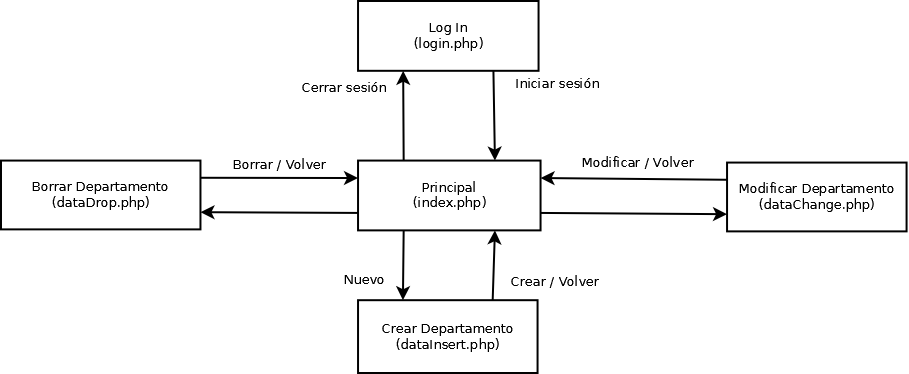 Log In
(login.php)
Cerrar sesión
Iniciar sesión
Borrar / Volver
Modificar / Volver
Borrar Departamento
(dataDrop.php)
Principal
(index.php)
Modificar Departamento
(dataChange.php)
Nuevo
Crear / Volver
Crear Departamento
(dataInsert.php)